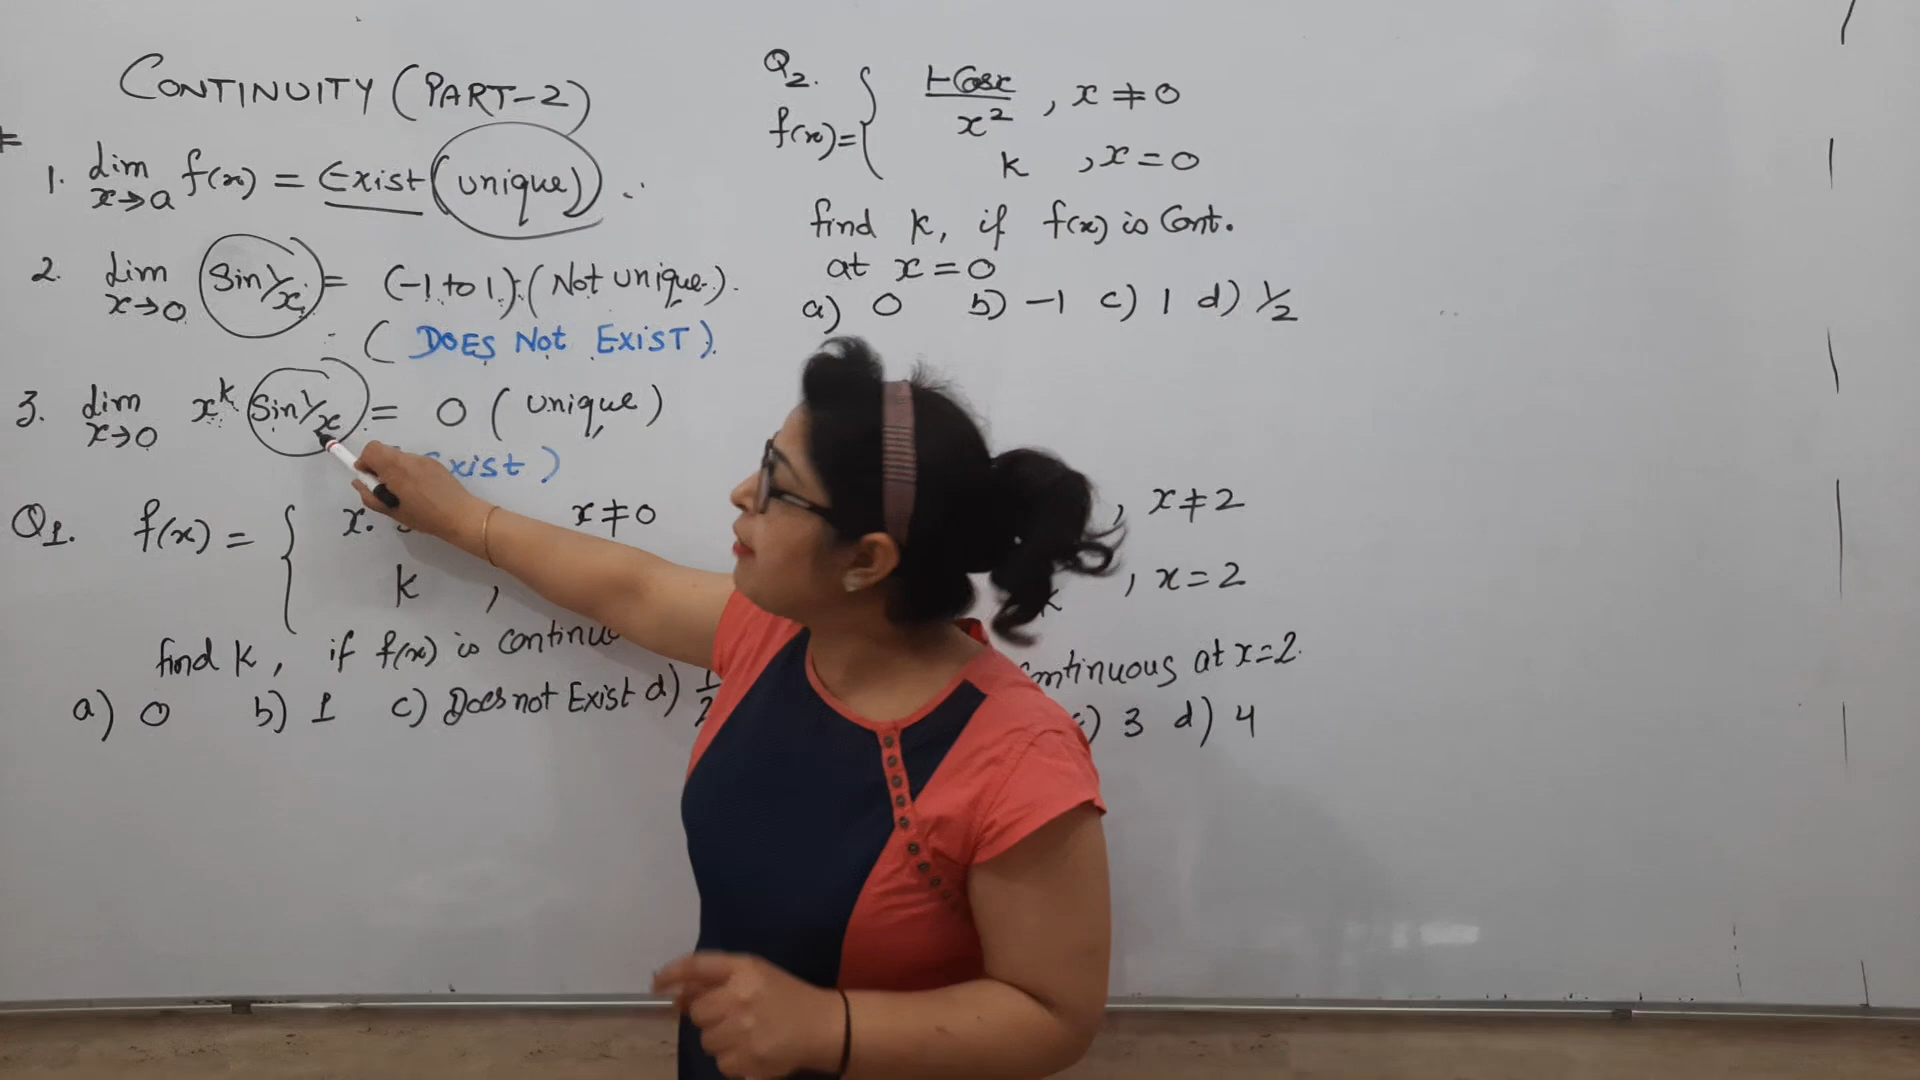 CONTINUITY (PART-2)
1. lim x→a f(x) = Exist (unique)
2. lim x→0 Sin 1/x = (-1 to 1) (Not unique).
(DOES NOT EXIST).
3. lim x→0 x^k Sin 1/x = 0 (unique)
Exist)
Q1. f(x) = { x. x≠0
k ,
find k, if f(x) is continu
a) 0 b) 1 c) Does not Exist d) 1/2
Q2.
f(x) = { 1-Cosx/x² , x≠0
k , x=0
find k, if f(x) is Cont.
at x=0
a) 0 b) -1 c) 1 d) 1/2
, x≠2
k , x=2
ontinuous at x=2.
c) 3 d) 4